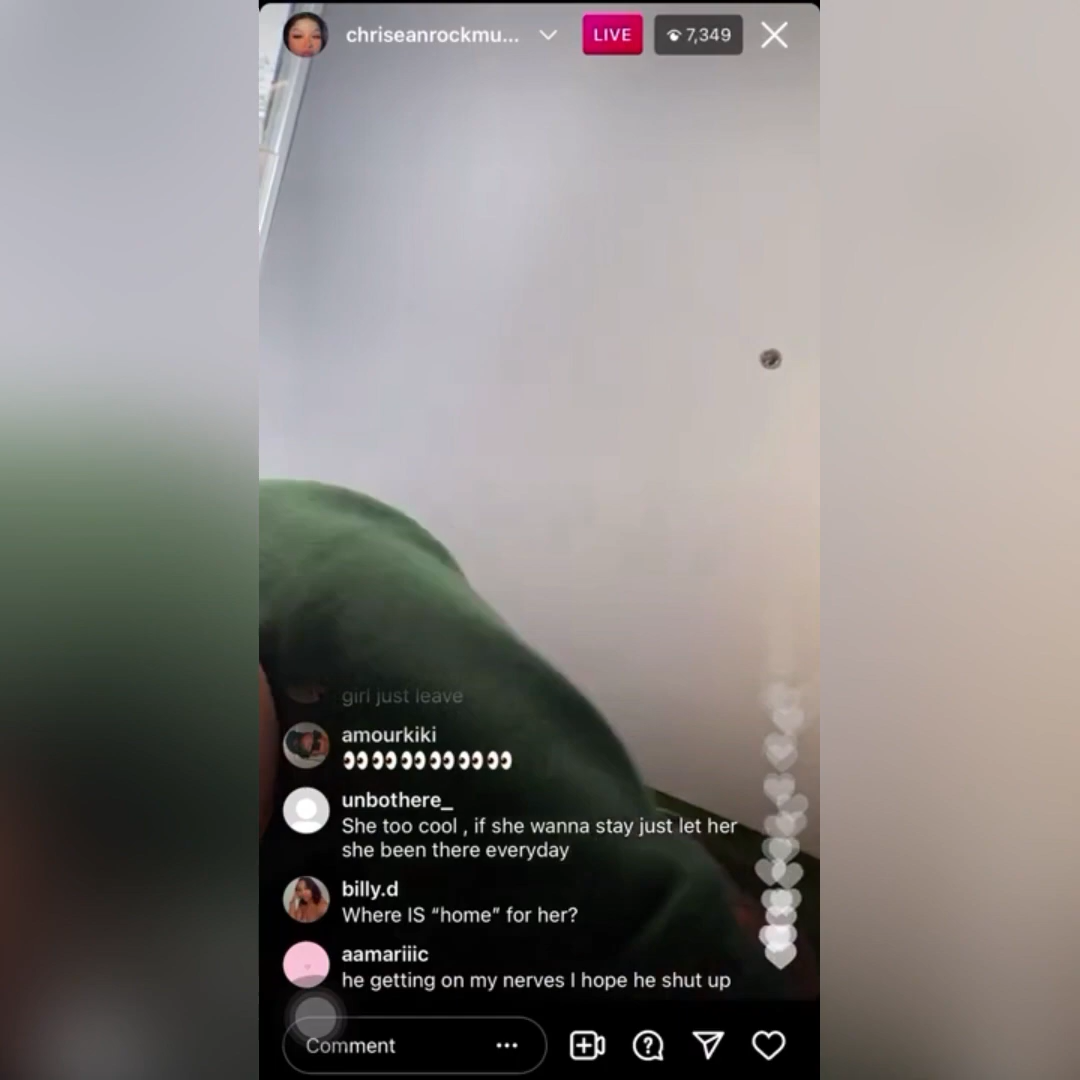 chriseanrockmu...
LIVE
7,349
girl just leave
amourkiki
👀👀👀👀👀👀👀
unbothere_
She too cool , if she wanna stay just let her
she been there everyday
billy.d
Where IS “home” for her?
aamariiic
he getting on my nerves I hope he shut up
Comment